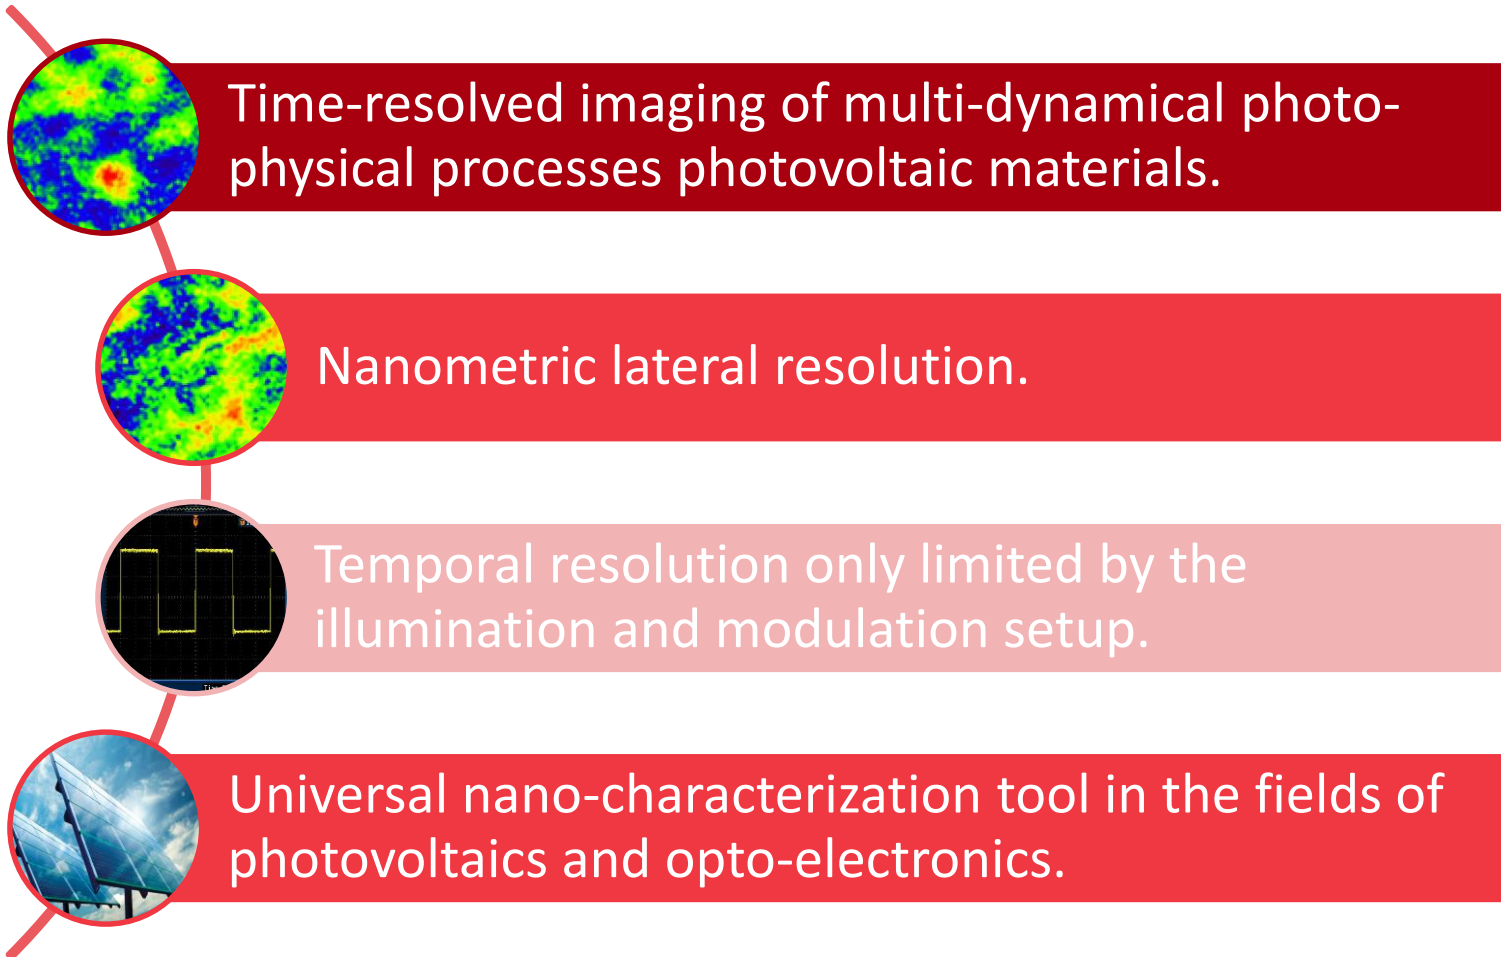 Time-resolved imaging of multi-dynamical photo-
physical processes photovoltaic materials.
Nanometric lateral resolution.
Temporal resolution only limited by the
illumination and modulation setup.
Universal nano-characterization tool in the fields of
photovoltaics and opto-electronics.